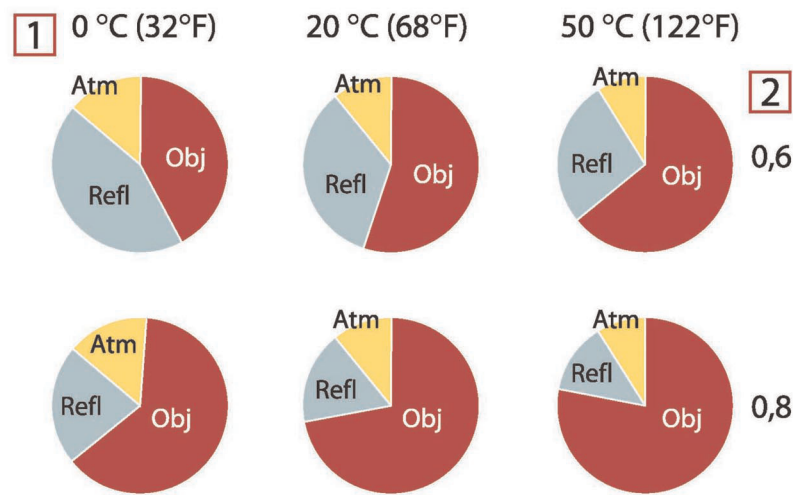 1 0 °C (32°F) 20 °C (68°F) 50 °C (122°F)
2
Atm Refl Obj
Atm Refl Obj
Atm Refl Obj
0,6
Atm Refl Obj
Atm Refl Obj
Atm Refl Obj
0,8